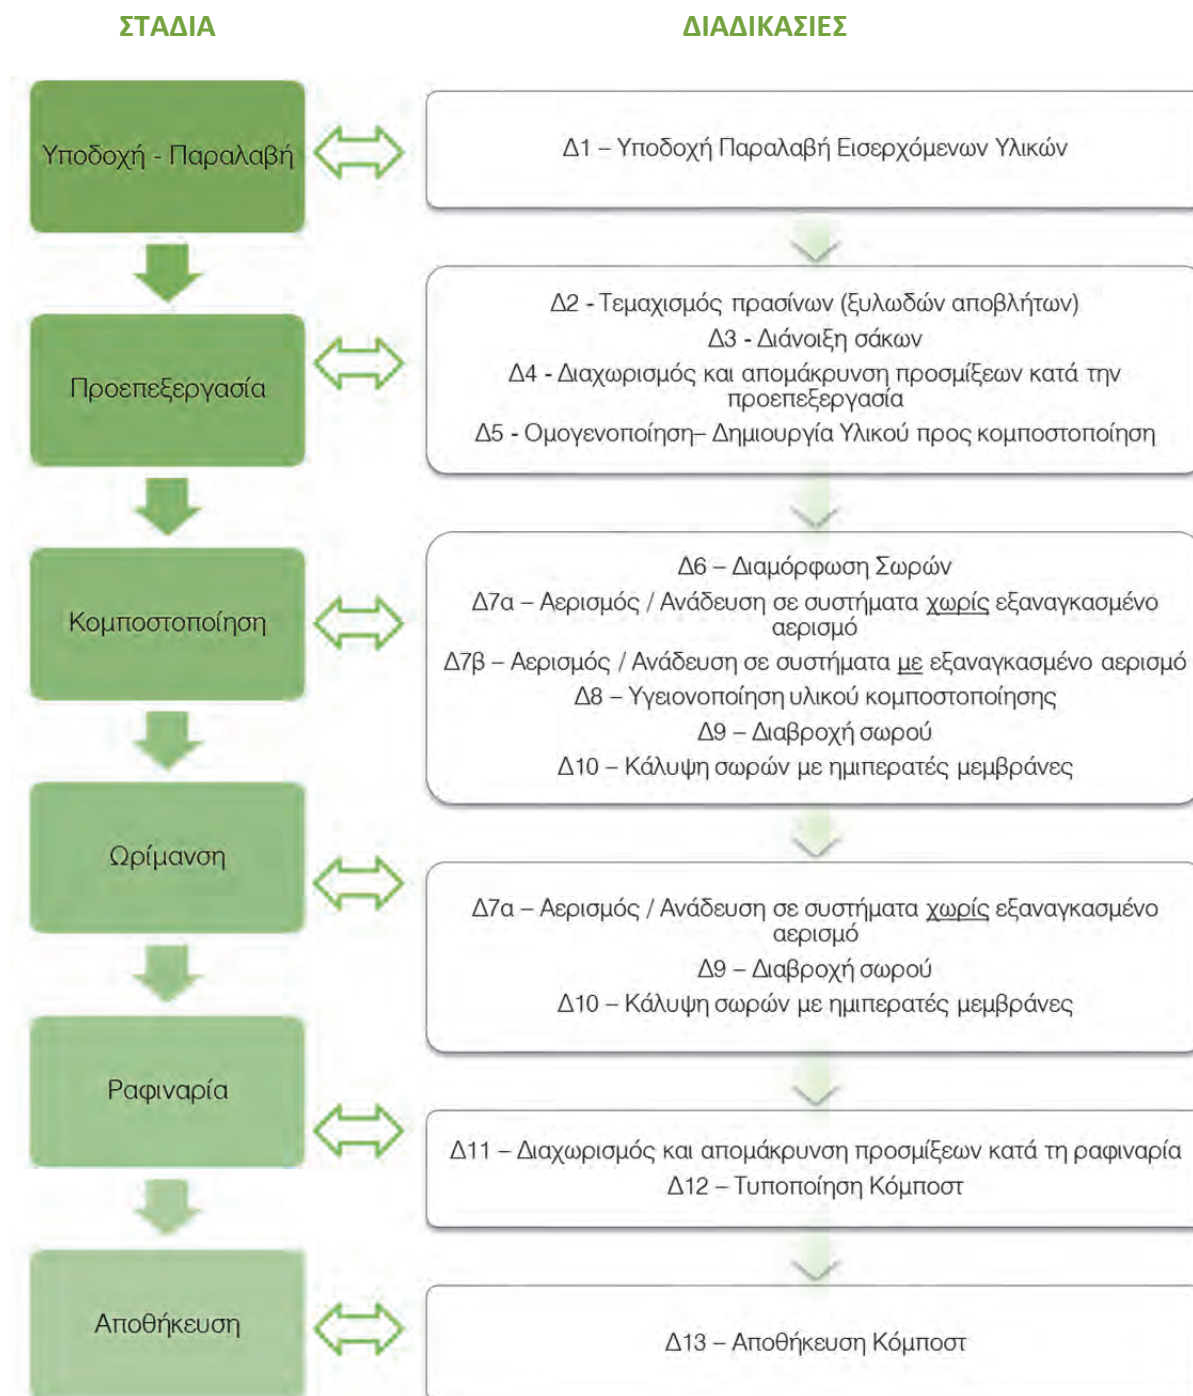 ΣΤΑΔΙΑ
ΔΙΑΔΙΚΑΣΙΕΣ
Υποδοχή - Παραλαβή
Δ1 – Υποδοχή Παραλαβή Εισερχόμενων Υλικών
Προεπεξεργασία
Δ2 - Τεμαχισμός πρασίνων (ξυλωδών αποβλήτων)
Δ3 - Διάνοιξη σάκων
Δ4 - Διαχωρισμός και απομάκρυνση προσμίξεων κατά την
προεπεξεργασία
Δ5 - Ομογενοποίηση– Δημιουργία Υλικού προς κομποστοποίηση
Κομποστοποίηση
Δ6 – Διαμόρφωση Σωρών
Δ7α – Αερισμός / Ανάδευση σε συστήματα χωρίς εξαναγκασμένο
αερισμό
Δ7β – Αερισμός / Ανάδευση σε συστήματα με εξαναγκασμένο αερισμό
Δ8 – Υγειονοποίηση υλικού κομποστοποίησης
Δ9 – Διαβροχή σωρού
Δ10 – Κάλυψη σωρών με ημιπερατές μεμβράνες
Ωρίμανση
Δ7α – Αερισμός / Ανάδευση σε συστήματα χωρίς εξαναγκασμένο
αερισμό
Δ9 – Διαβροχή σωρού
Δ10 – Κάλυψη σωρών με ημιπερατές μεμβράνες
Ραφιναρία
Δ11 – Διαχωρισμός και απομάκρυνση προσμίξεων κατά τη ραφιναρία
Δ12 – Τυποποίηση Κόμποστ
Αποθήκευση
Δ13 – Αποθήκευση Κόμποστ